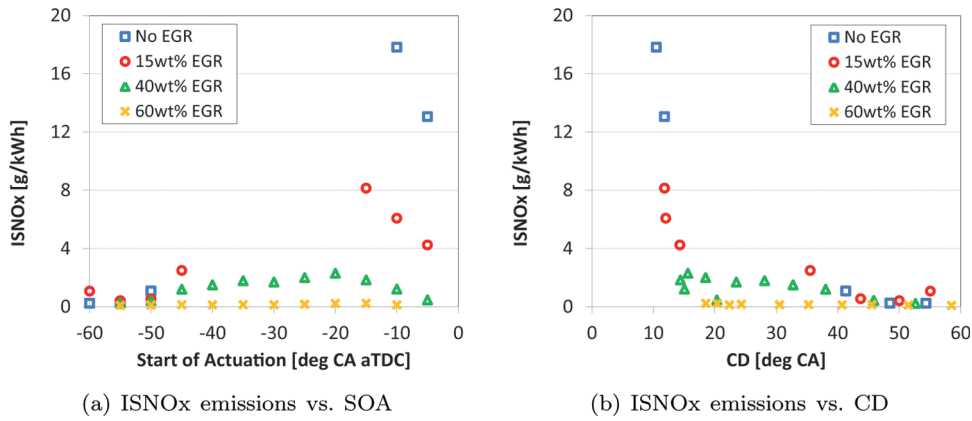 20
16
12
8
4
0
ISNOx [g/kWh]
No EGR
15wt% EGR
40wt% EGR
60wt% EGR
-60 -50 -40 -30 -20 -10 0
Start of Actuation [deg CA aTDC]
(a) ISNOx emissions vs. SOA
20
16
12
8
4
0
ISNOx [g/kWh]
No EGR
15wt% EGR
40wt% EGR
60wt% EGR
0 10 20 30 40 50 60
CD [deg CA]
(b) ISNOx emissions vs. CD